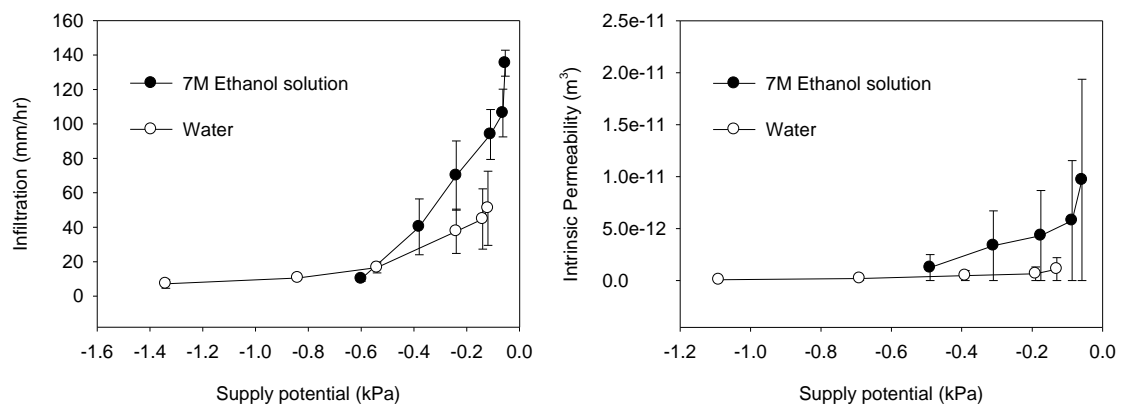 160
140
120
100
80
60
40
20
0
Infiltration (mm/hr)
7M Ethanol solution
Water
-1.6 -1.4 -1.2 -1.0 -0.8 -0.6 -0.4 -0.2 0.0
Supply potential (kPa)
2.5e-11
2.0e-11
1.5e-11
1.0e-11
5.0e-12
0.0
Intrinsic Permeability (m³)
7M Ethanol solution
Water
-1.2 -1.0 -0.8 -0.6 -0.4 -0.2 0.0
Supply potential (kPa)